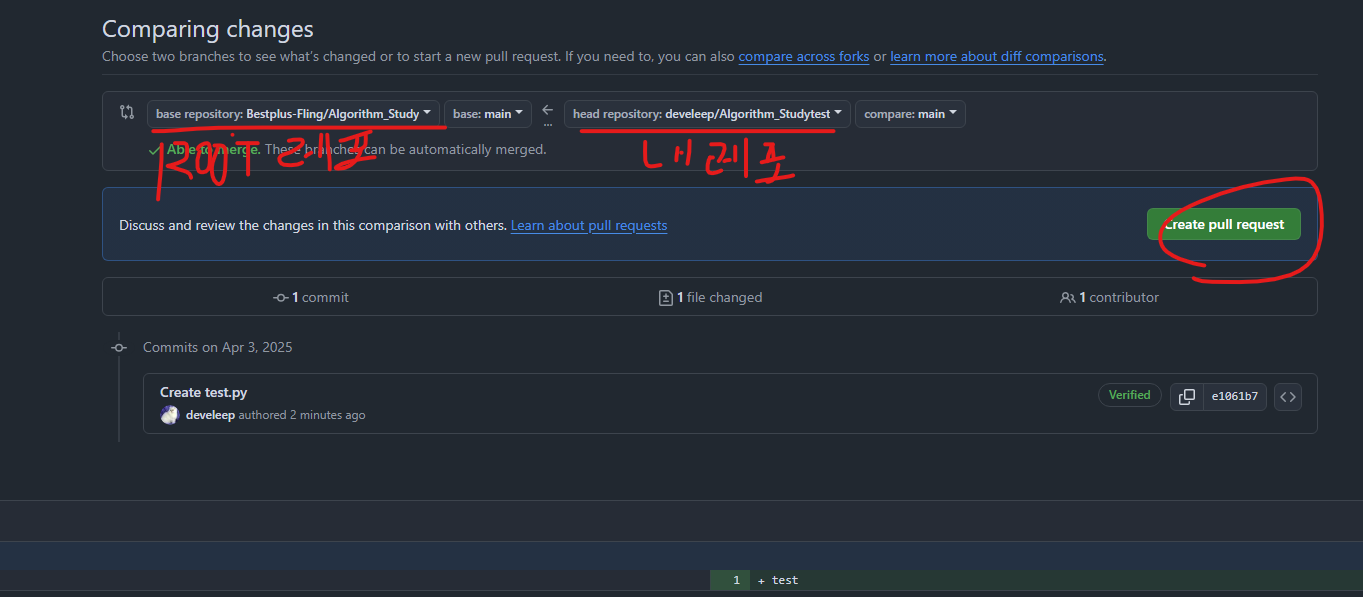 Comparing changes
Choose two branches to see what's changed or to start a new pull request. If you need to, you can also compare across forks or learn more about diff comparisons.
base repository: Bestplus-Fling/Algorithm_Study base: main ← head repository: develeep/Algorithm_Studytest compare: main
...
Able to merge. These branches can be automatically merged.
Root 레포 내 레포
Discuss and review the changes in this comparison with others. Learn about pull requests Create pull request
1 commit 1 file changed 1 contributor
Commits on Apr 3, 2025
Create test.py
develeep authored 2 minutes ago
Verified e1061b7 <>
1 + test